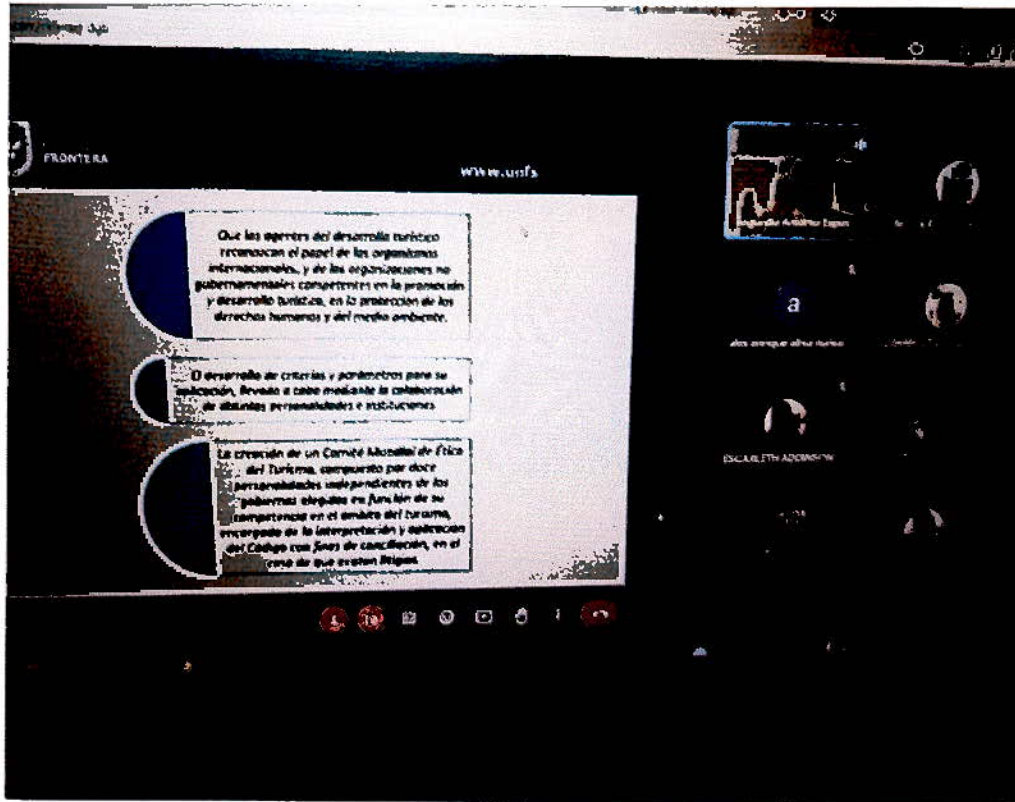 FRONTERA
www.unfs
Que los agentes del desarrollo turístico
reconozcan el papel de los organismos
internacionales, y de las organizaciones no
gubernamentales competentes en la promoción
y desarrollo turístico, en la protección de los
derechos humanos y del medio ambiente.
El desarrollo de criterios y parámetros para su
aplicación, llevado a cabo mediante la colaboración
de distintas personalidades e instituciones
La creación de un Comité Mundial de Ética
del Turismo, compuesto por doce
personalidades independientes de los
gobiernos elegidos en función de su
competencia en el ámbito del turismo,
encargado de la interpretación y aplicación
del Código con fines de conciliación, en el
caso de que existan litigios.
a
enrique
ESCARLETH